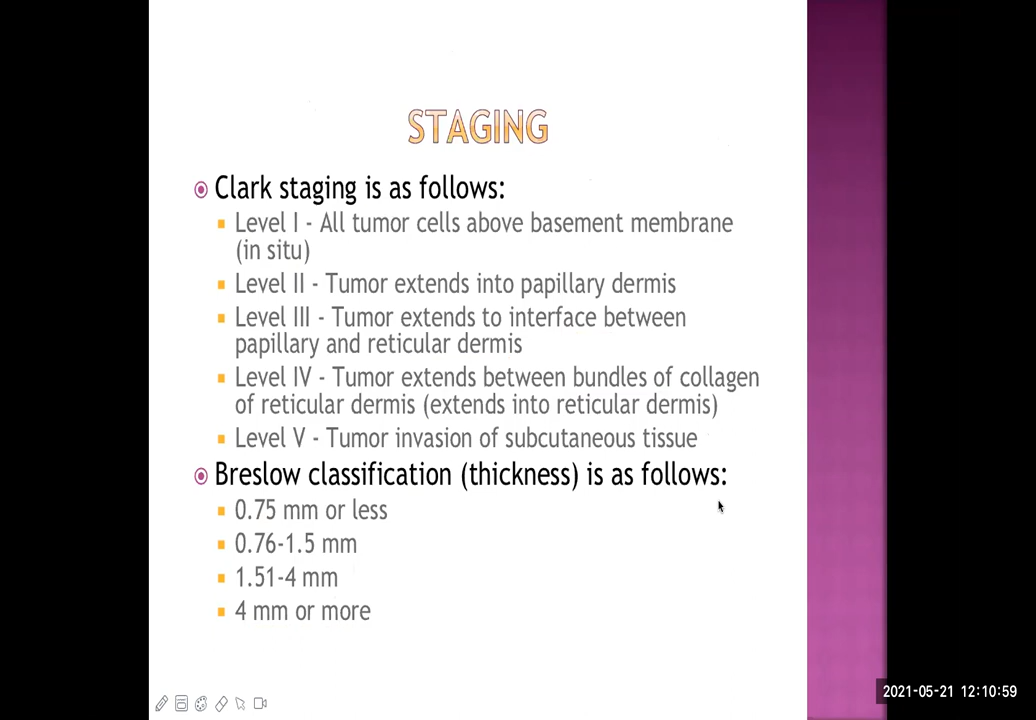 STAGING
Clark staging is as follows:
Level I - All tumor cells above basement membrane
(in situ)
Level II - Tumor extends into papillary dermis
Level III - Tumor extends to interface between
papillary and reticular dermis
Level IV - Tumor extends between bundles of collagen
of reticular dermis (extends into reticular dermis)
Level V - Tumor invasion of subcutaneous tissue
Breslow classification (thickness) is as follows:
0.75 mm or less
0.76-1.5 mm
1.51-4 mm
4 mm or more
2021-05-21 12:10:59